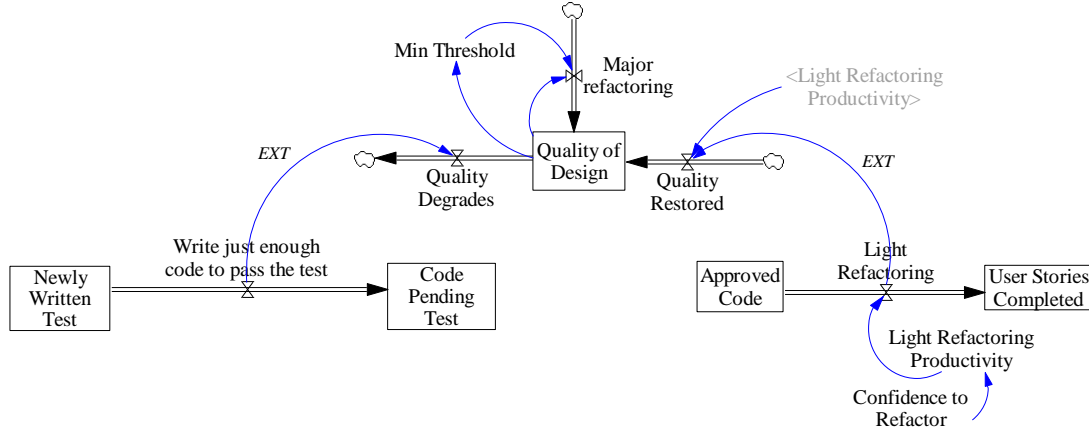 Min Threshold
Major
refactoring
<Light Refactoring
Productivity>
EXT
Quality of
Design
EXT
Quality
Degrades
Quality
Restored
Write just enough
code to pass the test
Light
Refactoring
Newly
Written
Test
Code
Pending
Test
Approved
Code
User Stories
Completed
Light Refactoring
Productivity
Confidence to
Refactor